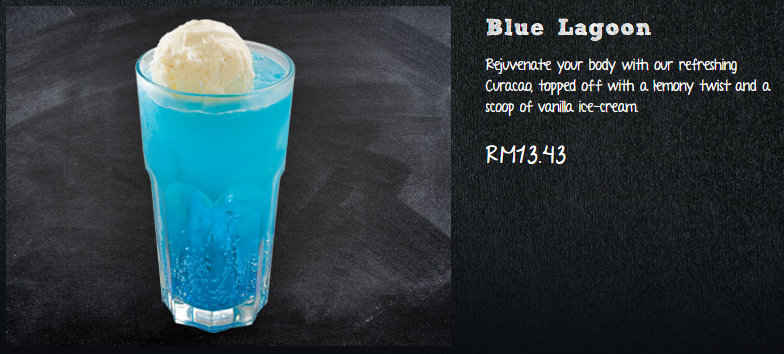 Blue Lagoon
Rejuvenate your body with our refreshing
Curacao, topped off with a lemony twist and a
scoop of vanilla ice-cream.
RM13.43